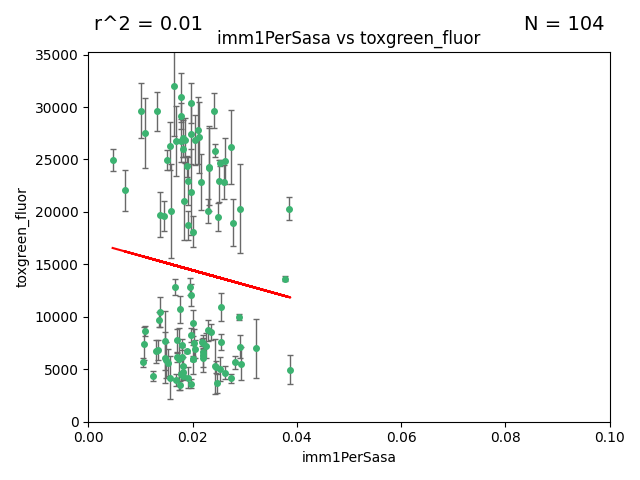 r^2 = 0.01
N = 104
imm1PerSasa vs toxgreen_fluor
toxgreen_fluor
35000
30000
25000
20000
15000
10000
5000
0
0.00
0.02
0.04
0.06
0.08
0.10
imm1PerSasa